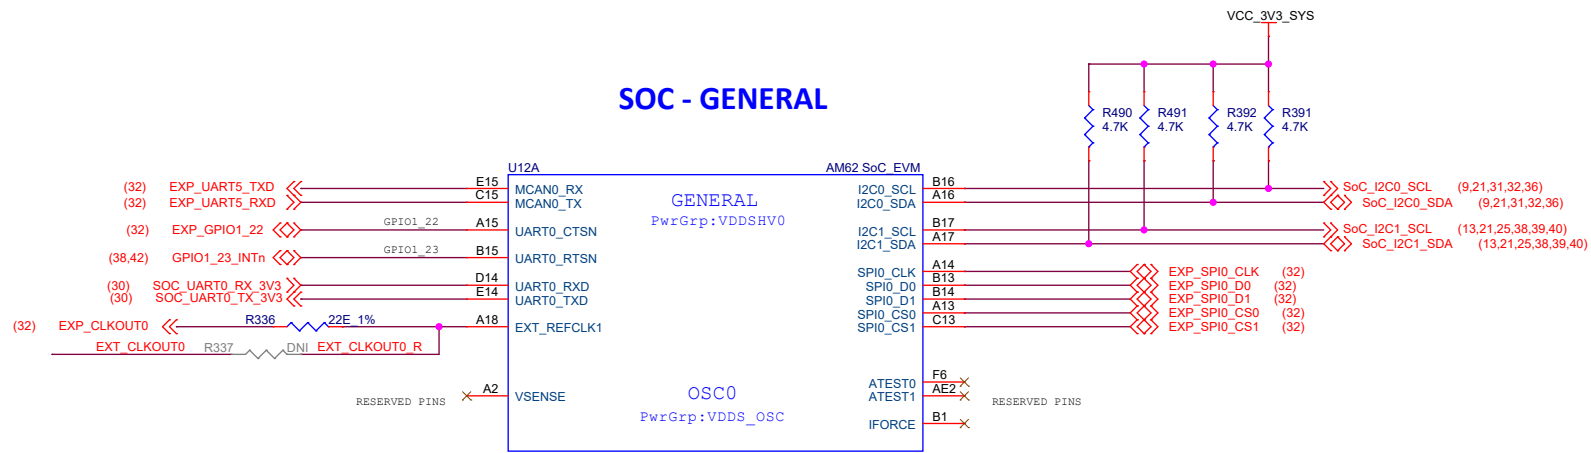 VCC_3V3_SYS
SOC - GENERAL
R490 R491 R392 R391
4.7K 4.7K 4.7K 4.7K
U12A AM62 SoC_EVM
(32) EXP_UART5_TXD E15 MCAN0_RX
(32) EXP_UART5_RXD C15 MCAN0_TX
(32) EXP_GPIO1_22 GPIO1_22 A15 UART0_CTSN
(38,42) GPIO1_23_INTn GPIO1_23 B15 UART0_RTSN
(30) SOC_UART0_RX_3V3 D14 UART0_RXD
(30) SOC_UART0_TX_3V3 E14 UART0_TXD
(32) EXP_CLKOUT0 R336 22E_1% A18 EXT_REFCLK1
EXT_CLKOUT0 R337 DNI EXT_CLKOUT0_R
RESERVED PINS A2 VSENSE
GENERAL
PwrGrp:VDDSHV0
OSC0
PwrGrp:VDDS_OSC
I2C0_SCL B16 SoC_I2C0_SCL (9,21,31,32,36)
I2C0_SDA A16 SoC_I2C0_SDA (9,21,31,32,36)
I2C1_SCL B17 SoC_I2C1_SCL (13,21,25,38,39,40)
I2C1_SDA A17 SoC_I2C1_SDA (13,21,25,38,39,40)
SPI0_CLK A14 EXP_SPI0_CLK (32)
SPI0_D0 B13 EXP_SPI0_D0 (32)
SPI0_D1 B14 EXP_SPI0_D1 (32)
SPI0_CS0 A13 EXP_SPI0_CS0 (32)
SPI0_CS1 C13 EXP_SPI0_CS1 (32)
ATEST0 F6
ATEST1 AE2 RESERVED PINS
IFORCE B1